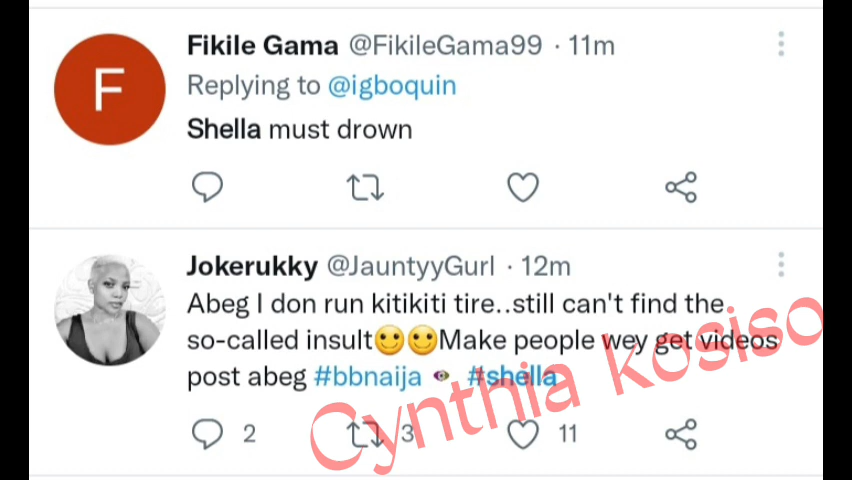 F
Fikile Gama @FikileGama99 · 11m
Replying to @igboquin
Shella must drown
Jokerukky @JauntyyGurl · 12m
Abeg I don run kitikiti tire..still can't find the
so-called insult🙂🙂Make people wey get videos
post abeg #bbnaija #shella
2 3 11
Cynthia kosiso